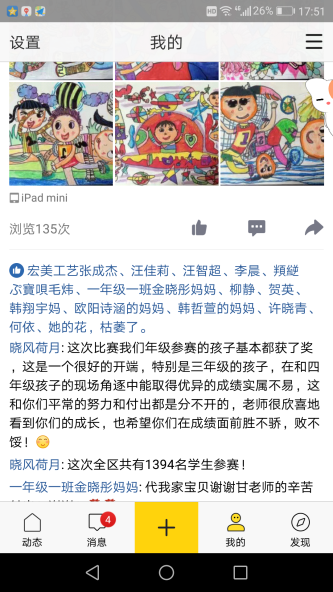 HD 4G 26% 17:51
设置 我的
iPad mini
浏览135次
宏美工艺张成杰、汪佳莉、汪智超、李晨、頖繎
ぶ寶唄毛炜、一年级一班金晓彤妈妈、柳静、贺英、
韩翔宇妈、欧阳诗涵的妈妈、韩哲萱的妈妈、许晓青、
何依、她的花，枯萎了。
晓风荷月: 这次比赛我们年级参赛的孩子基本都获了奖
，这是一个很好的开端，特别是三年级的孩子，在和四
年级孩子的现场角逐中能取得优异的成绩实属不易，这
和你们平常的努力和付出都是分不开的，老师很欣喜地
看到你们的成长，也希望你们在成绩面前胜不骄，败不
馁！
晓风荷月: 这次全区共有1394名学生参赛！
一年级一班金晓彤妈妈: 代我家宝贝谢谢甘老师的辛苦
4
动态 消息 我的 发现